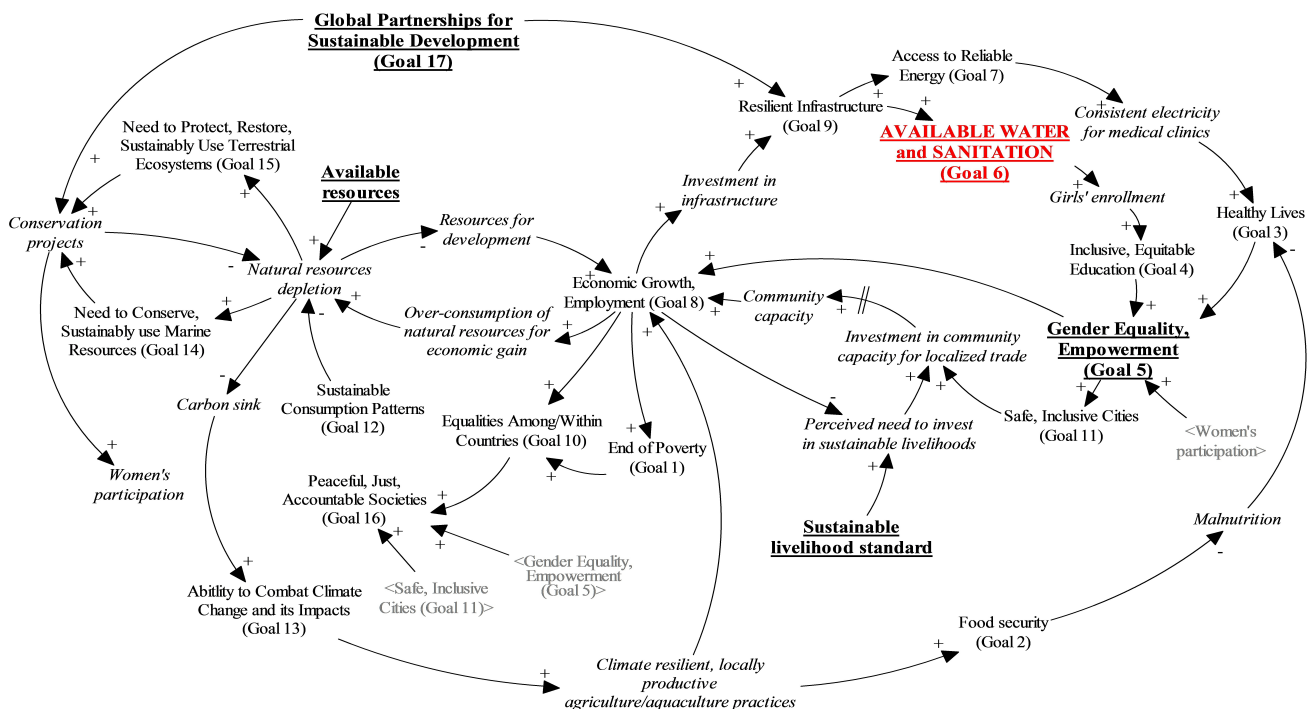 Global Partnerships for
Sustainable Development
(Goal 17)
Access to Reliable
Energy (Goal 7)
Resilient Infrastructure
(Goal 9)
Consistent electricity
for medical clinics
AVAILABLE WATER
and SANITATION
(Goal 6)
Need to Protect, Restore,
Sustainably Use Terrestrial
Ecosystems (Goal 15)
Available
resources
Investment in
infrastructure
Girls' enrollment
Healthy Lives
(Goal 3)
Conservation
projects
Resources for
development
Inclusive, Equitable
Education (Goal 4)
Natural resources
depletion
Economic Growth,
Employment (Goal 8)
Community
capacity
Need to Conserve,
Sustainably use Marine
Resources (Goal 14)
Over-consumption of
natural resources for
economic gain
Investment in community
capacity for localized trade
Gender Equality,
Empowerment
(Goal 5)
Carbon sink
Sustainable
Consumption Patterns
(Goal 12)
Equalities Among/Within
Countries (Goal 10)
End of Poverty
(Goal 1)
Perceived need to invest
in sustainable livelihoods
Safe, Inclusive Cities
(Goal 11)
<Women's
participation>
Women's
participation
Peaceful, Just,
Accountable Societies
(Goal 16)
Sustainable
livelihood standard
Malnutrition
<Gender Equality,
Empowerment
(Goal 5)>
<Safe, Inclusive
Cities (Goal 11)>
Abitlity to Combat Climate
Change and its Impacts
(Goal 13)
Food security
(Goal 2)
Climate resilient, locally
productive
agriculture/aquaculture practices